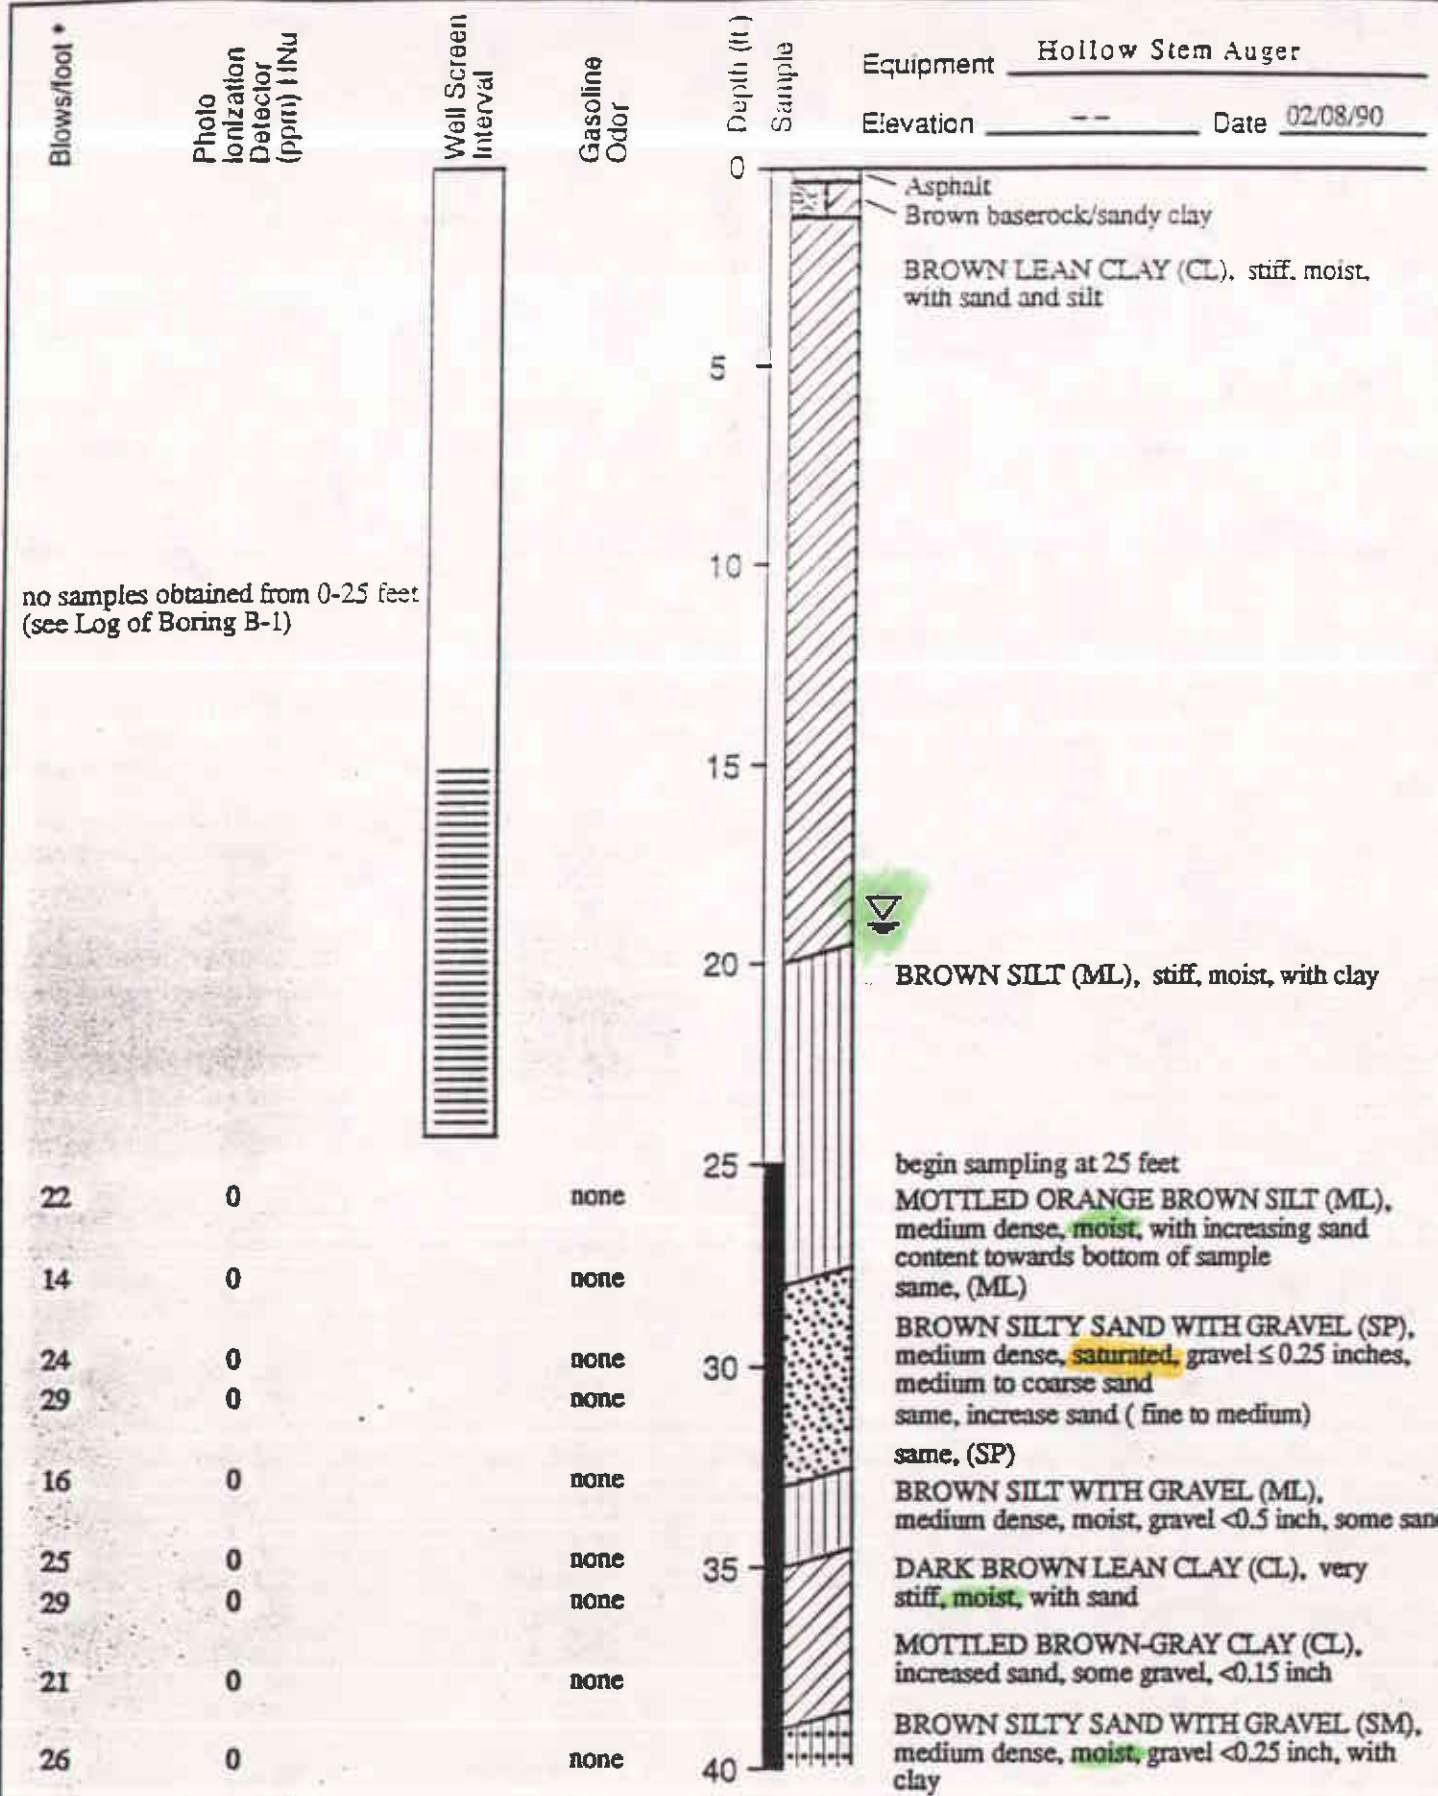 Blows/foot *
Photo
Ionization
Detector
(ppm) HNu
Well Screen
Interval
Gasoline
Odor
Depth (ft.)
Sample
Equipment Hollow Stem Auger
Elevation -- Date 02/08/90
0
Asphalt
Brown baserock/sandy clay
BROWN LEAN CLAY (CL), stiff, moist,
with sand and silt
5
10
no samples obtained from 0-25 feet
(see Log of Boring B-1)
15
20
BROWN SILT (ML), stiff, moist, with clay
25
begin sampling at 25 feet
22 0 none
MOTTLED ORANGE BROWN SILT (ML),
medium dense, moist, with increasing sand
content towards bottom of sample
14 0 none
same, (ML)
BROWN SILTY SAND WITH GRAVEL (SP),
24 0 none
medium dense, saturated, gravel ≤ 0.25 inches,
30
medium to coarse sand
29 0 none
same, increase sand ( fine to medium)
same, (SP)
16 0 none
BROWN SILT WITH GRAVEL (ML),
medium dense, moist, gravel <0.5 inch, some sand
25 0 none
35
DARK BROWN LEAN CLAY (CL), very
29 0 none
stiff, moist, with sand
MOTTLED BROWN-GRAY CLAY (CL),
21 0 none
increased sand, some gravel, <0.15 inch
BROWN SILTY SAND WITH GRAVEL (SM),
26 0 none
40
medium dense, moist, gravel <0.25 inch, with
clay